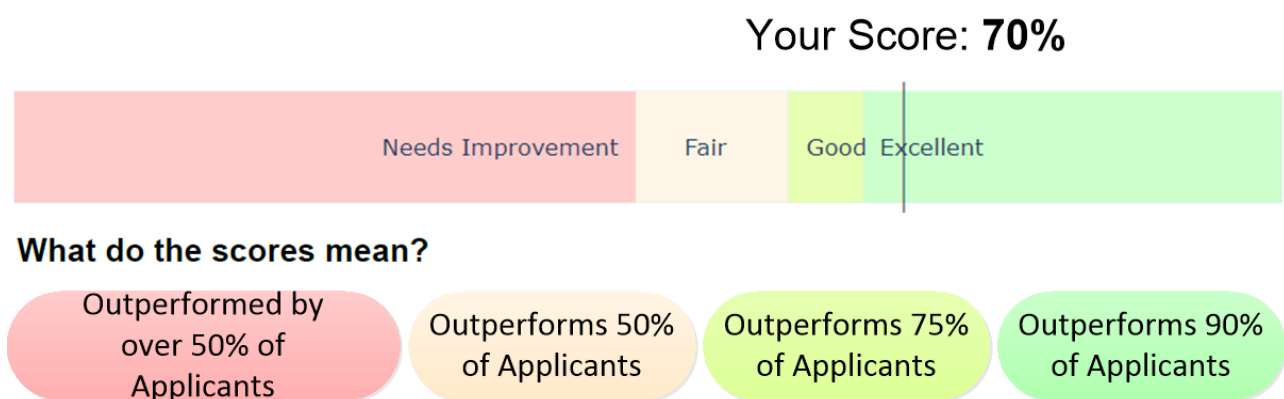 Your Score: 70%
Needs Improvement Fair Good Excellent
What do the scores mean?
Outperformed by
over 50% of
Applicants
Outperforms 50%
of Applicants
Outperforms 75%
of Applicants
Outperforms 90%
of Applicants